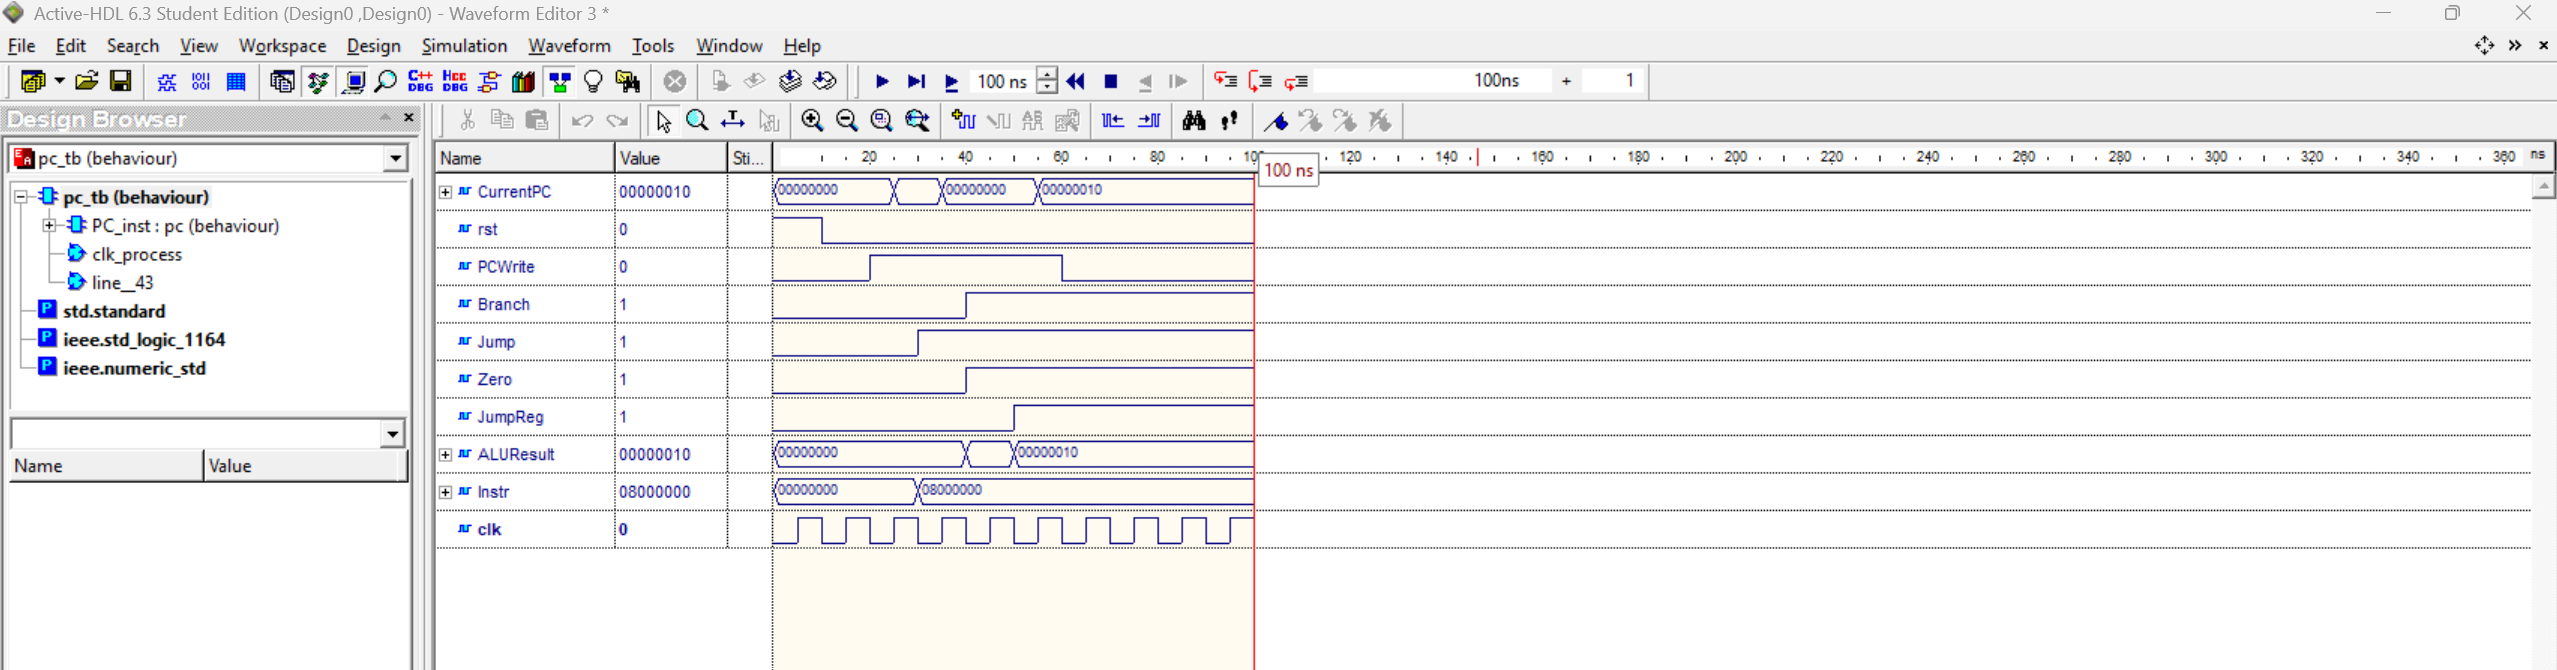 Active-HDL 6.3 Student Edition (Design0 ,Design0) - Waveform Editor 3 *
File Edit Search View Workspace Design Simulation Waveform Tools Window Help
C++ DBG HCC DBG 100 ns 100ns + 1
Design Browser
pc_tb (behaviour)
pc_tb (behaviour)
PC_inst : pc (behaviour)
clk_process
line__43
std.standard
ieee.std_logic_1164
ieee.numeric_std
Name Value
Name Value Sti... 20 40 60 80 120 140 160 180 200 220 240 260 280 300 320 340 360 ns
100 ns
CurrentPC 00000010 00000000 00000000 00000010
rst 0
PCWrite 0
Branch 1
Jump 1
Zero 1
JumpReg 1
ALUResult 00000010 00000000 00000010
Instr 08000000 00000000 08000000
clk 0